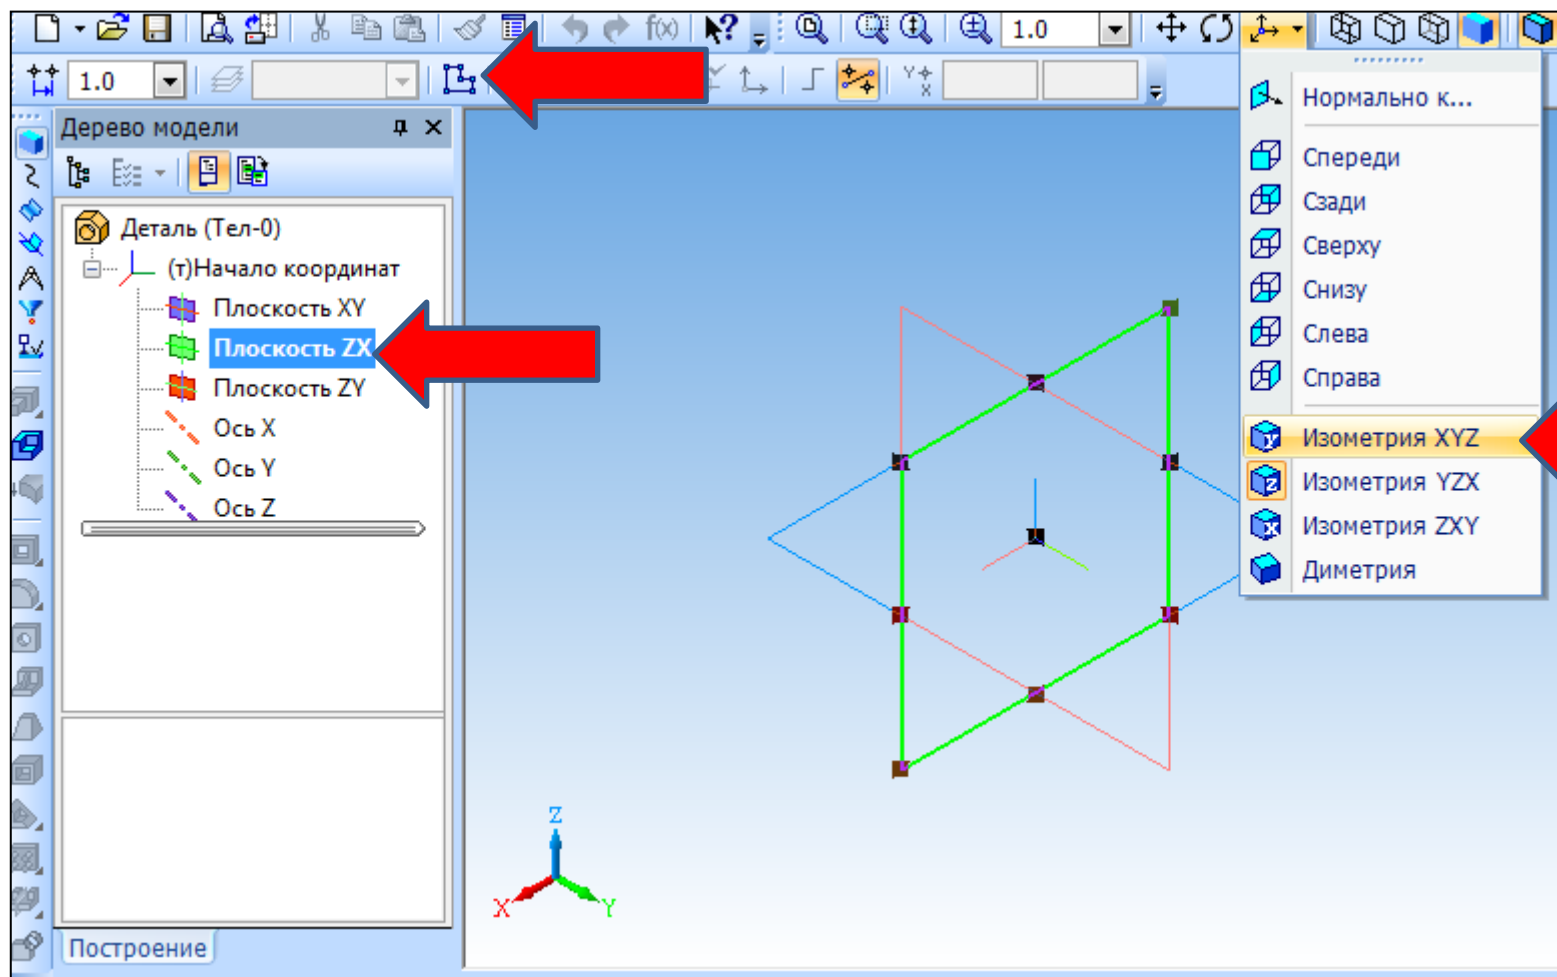 f(x)
1.0
1.0
Y
X
Дерево модели
Деталь (Тел-0)
(т)Начало координат
Плоскость XY
Плоскость ZX
Плоскость ZY
Ось X
Ось Y
Ось Z
Построение
Z
X
Y
Нормально к...
Спереди
Сзади
Сверху
Снизу
Слева
Справа
Изометрия XYZ
Изометрия YZX
Изометрия ZXY
Диметрия